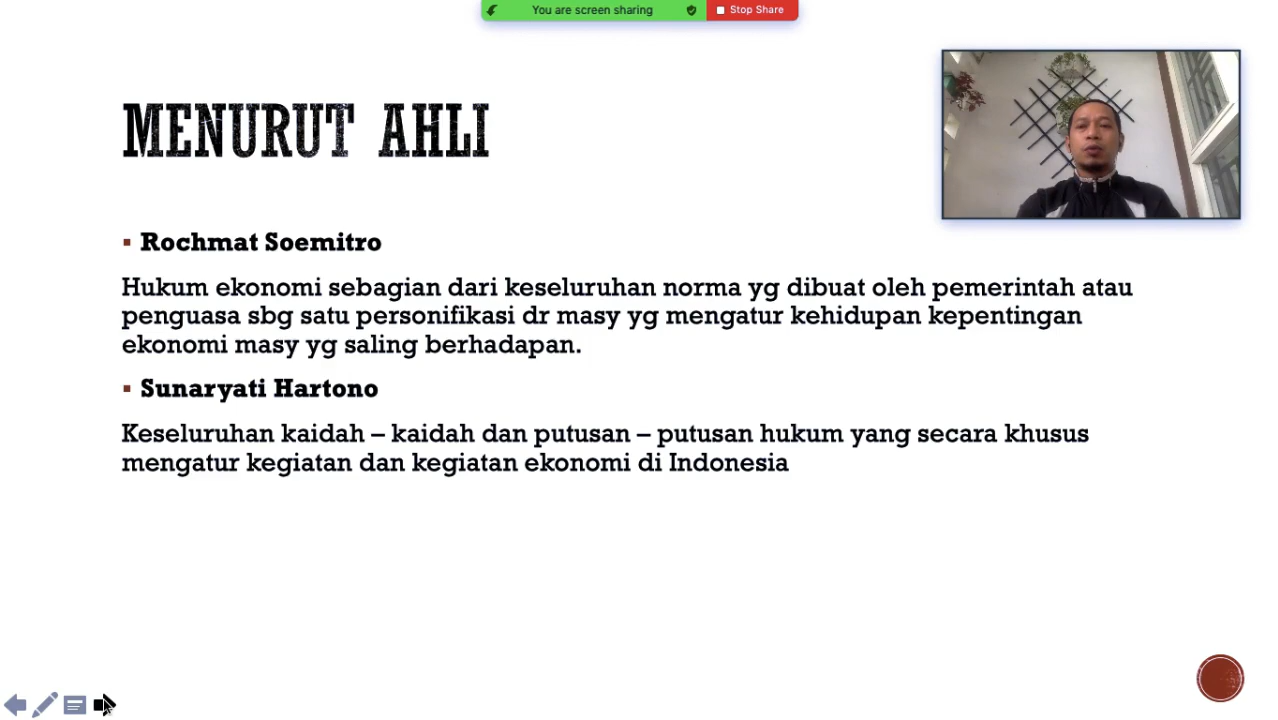 You are screen sharing
Stop Share
MENURUT AHLI
Rochmat Soemitro
Hukum ekonomi sebagian dari keseluruhan norma yg dibuat oleh pemerintah atau
penguasa sbg satu personifikasi dr masy yg mengatur kehidupan kepentingan
ekonomi masy yg saling berhadapan.
Sunaryati Hartono
Keseluruhan kaidah – kaidah dan putusan – putusan hukum yang secara khusus
mengatur kegiatan dan kegiatan ekonomi di Indonesia